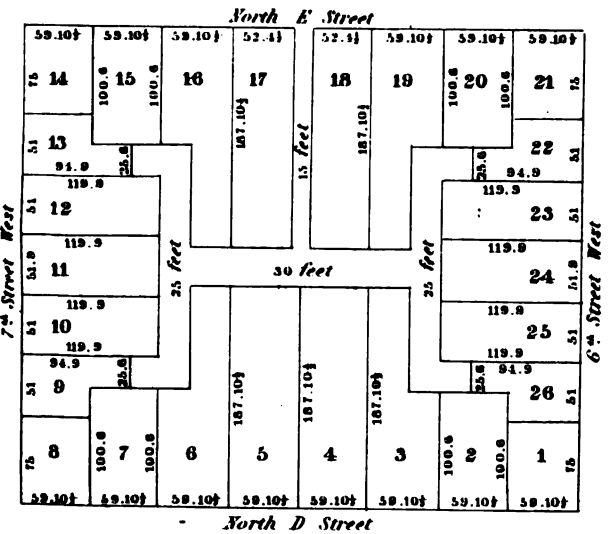 North E Street
59.10½ 59.10½ 59.10½ 52.4½ 52.4½ 59.10½ 59.10½ 59.10½
75 14 100.6 15 100.6 16 17 18 19 100.6 20 100.6 21 75
187.10½ 15 feet 187.10½
51 13 94.9 25.6 25.6 94.9 22 51
119.9 119.9
51 12 23 51
119.9 119.9
7th Street West 51.9 11 25 feet 30 feet 25 feet 24 51.9 6th Street West
119.9 119.9
51 10 25 51
119.9 119.9
51 9 94.9 25.6 25.6 94.9 26 51
187.10½ 187.10½ 187.10½
75 8 100.6 7 100.6 6 5 4 3 100.6 2 100.6 1 75
59.10½ 59.10½ 59.10½ 59.10½ 59.10½ 59.10½ 59.10½ 59.10½
North D Street